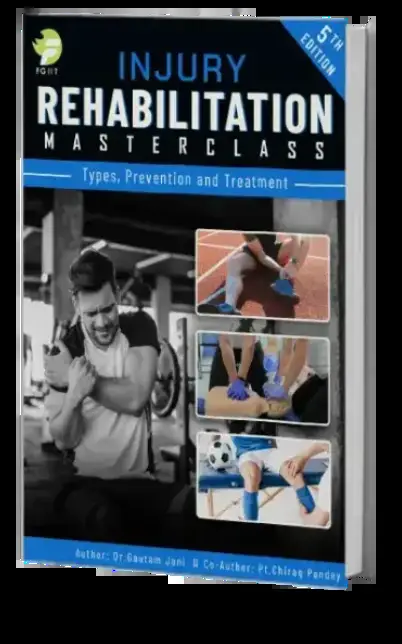 5TH
EDITION
FGIIT
INJURY
REHABILITATION
MASTERCLASS
Types, Prevention and Treatment
Author: Dr.Gautam Jani & Co-Author: Pt.Chirag Pandey